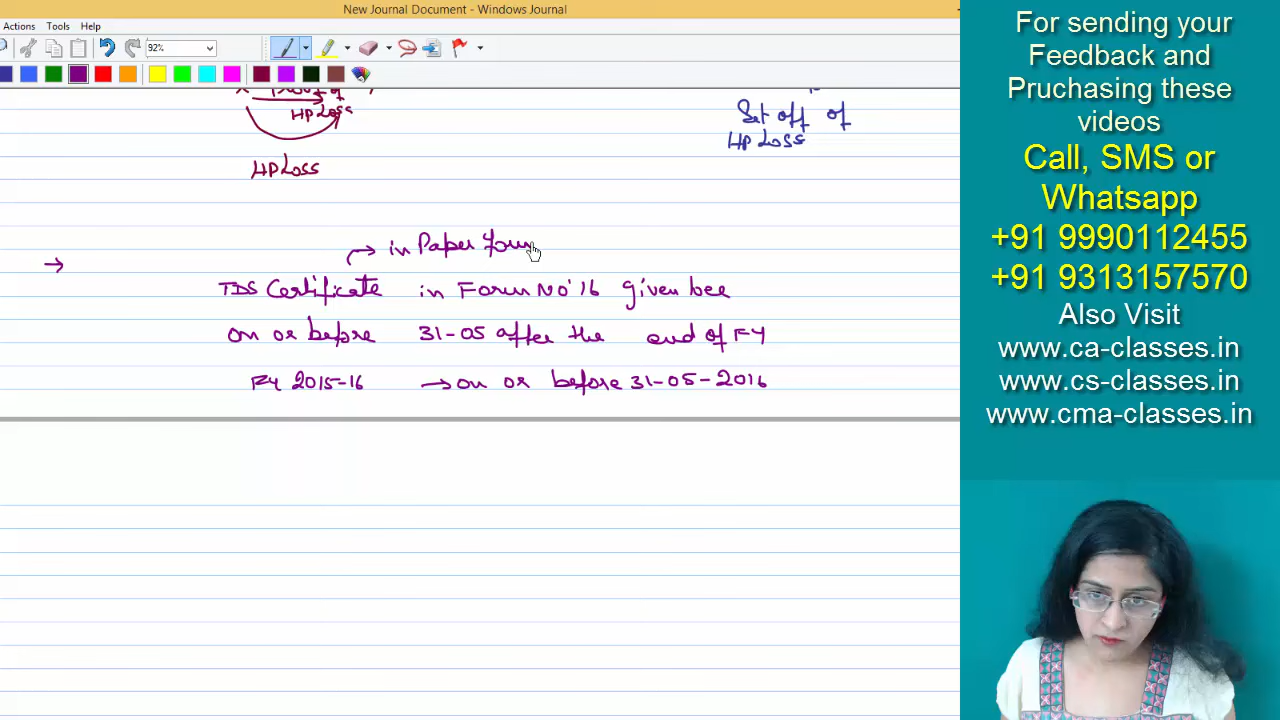 New Journal Document - Windows Journal
Actions Tools Help
92%
HP Loss
HP Loss
Set off of
HP Loss
→ in Paper Form
→
TDS Certificate in Form No 16 given bee
on or before 31-05 after the end of FY
FY 2015-16 → on or before 31-05-2016
For sending your
Feedback and
Pruchasing these
videos
Call, SMS or
Whatsapp
+91 9990112455
+91 9313157570
Also Visit
www.ca-classes.in
www.cs-classes.in
www.cma-classes.in